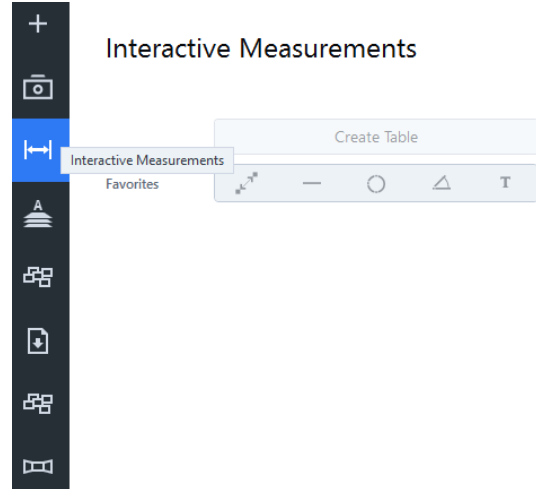 Interactive Measurements
Create Table
Interactive Measurements
Favorites
T
A